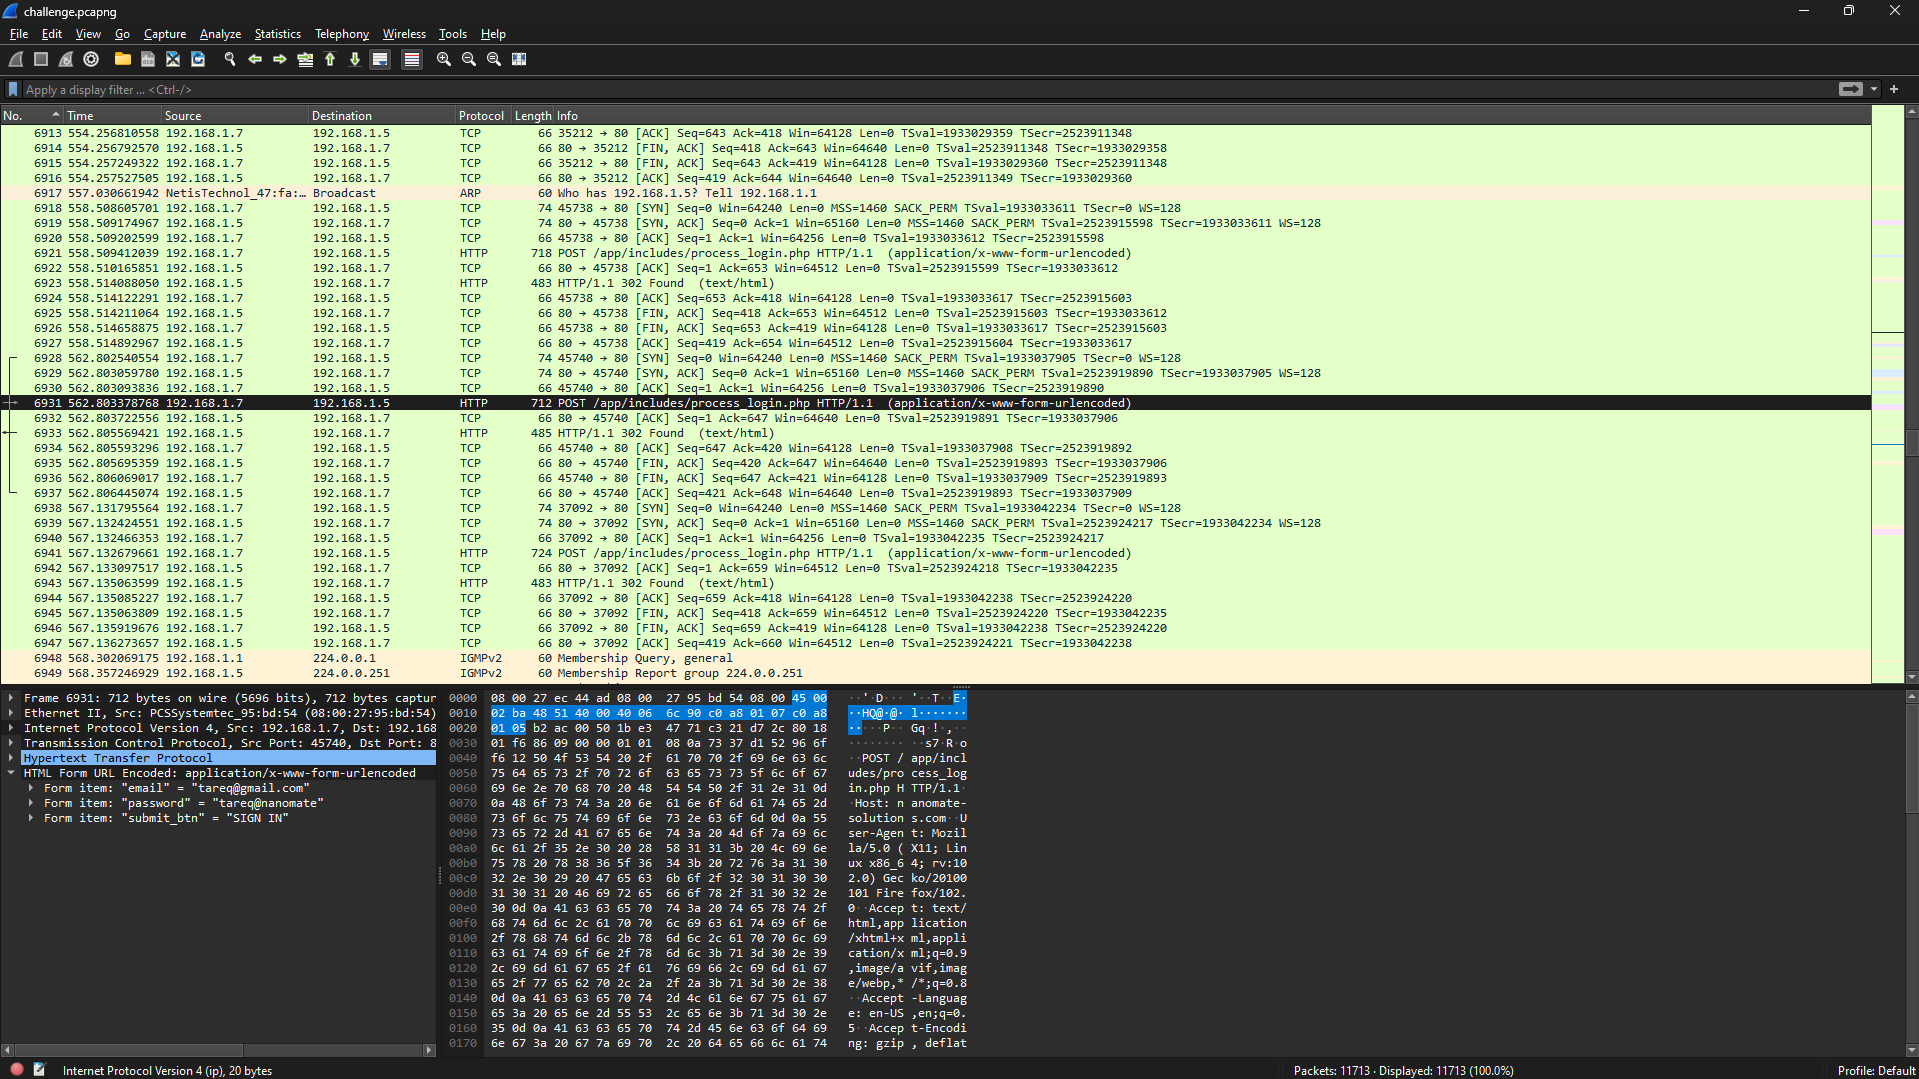 challenge.pcapng
File Edit View Go Capture Analyze Statistics Telephony Wireless Tools Help
Apply a display filter ... <Ctrl-/>
No. Time Source Destination Protocol Length Info
6913 554.256810558 192.168.1.7 192.168.1.5 TCP 66 35212 → 80 [ACK] Seq=643 Ack=418 Win=64128 Len=0 TSval=1933029359 TSecr=2523911348
6914 554.256792570 192.168.1.5 192.168.1.7 TCP 66 80 → 35212 [FIN, ACK] Seq=418 Ack=643 Win=64640 Len=0 TSval=2523911348 TSecr=1933029358
6915 554.257249322 192.168.1.7 192.168.1.5 TCP 66 35212 → 80 [FIN, ACK] Seq=643 Ack=419 Win=64128 Len=0 TSval=1933029360 TSecr=2523911348
6916 554.257527505 192.168.1.5 192.168.1.7 TCP 66 80 → 35212 [ACK] Seq=419 Ack=644 Win=64640 Len=0 TSval=2523911349 TSecr=1933029360
6917 557.030661942 NetisTechnol_47:fa:… Broadcast ARP 60 Who has 192.168.1.5? Tell 192.168.1.1
6918 558.508605701 192.168.1.7 192.168.1.5 TCP 74 45738 → 80 [SYN] Seq=0 Win=64240 Len=0 MSS=1460 SACK_PERM TSval=1933033611 TSecr=0 WS=128
6919 558.509174967 192.168.1.5 192.168.1.7 TCP 74 80 → 45738 [SYN, ACK] Seq=0 Ack=1 Win=65160 Len=0 MSS=1460 SACK_PERM TSval=2523915598 TSecr=1933033611 WS=128
6920 558.509202599 192.168.1.7 192.168.1.5 TCP 66 45738 → 80 [ACK] Seq=1 Ack=1 Win=64256 Len=0 TSval=1933033612 TSecr=2523915598
6921 558.509412039 192.168.1.7 192.168.1.5 HTTP 718 POST /app/includes/process_login.php HTTP/1.1 (application/x-www-form-urlencoded)
6922 558.510165851 192.168.1.5 192.168.1.7 TCP 66 80 → 45738 [ACK] Seq=1 Ack=653 Win=64512 Len=0 TSval=2523915599 TSecr=1933033612
6923 558.514088050 192.168.1.5 192.168.1.7 HTTP 483 HTTP/1.1 302 Found (text/html)
6924 558.514122291 192.168.1.7 192.168.1.5 TCP 66 45738 → 80 [ACK] Seq=653 Ack=418 Win=64128 Len=0 TSval=1933033617 TSecr=2523915603
6925 558.514211064 192.168.1.5 192.168.1.7 TCP 66 80 → 45738 [FIN, ACK] Seq=418 Ack=653 Win=64512 Len=0 TSval=2523915603 TSecr=1933033612
6926 558.514658875 192.168.1.7 192.168.1.5 TCP 66 45738 → 80 [FIN, ACK] Seq=653 Ack=419 Win=64128 Len=0 TSval=1933033617 TSecr=2523915603
6927 558.514892967 192.168.1.5 192.168.1.7 TCP 66 80 → 45738 [ACK] Seq=419 Ack=654 Win=64512 Len=0 TSval=2523915604 TSecr=1933033617
6928 562.802540554 192.168.1.7 192.168.1.5 TCP 74 45740 → 80 [SYN] Seq=0 Win=64240 Len=0 MSS=1460 SACK_PERM TSval=1933037905 TSecr=0 WS=128
6929 562.803059780 192.168.1.5 192.168.1.7 TCP 74 80 → 45740 [SYN, ACK] Seq=0 Ack=1 Win=65160 Len=0 MSS=1460 SACK_PERM TSval=2523919890 TSecr=1933037905 WS=128
6930 562.803093836 192.168.1.7 192.168.1.5 TCP 66 45740 → 80 [ACK] Seq=1 Ack=1 Win=64256 Len=0 TSval=1933037906 TSecr=2523919890
6931 562.803378768 192.168.1.7 192.168.1.5 HTTP 712 POST /app/includes/process_login.php HTTP/1.1 (application/x-www-form-urlencoded)
6932 562.803722556 192.168.1.5 192.168.1.7 TCP 66 80 → 45740 [ACK] Seq=1 Ack=647 Win=64640 Len=0 TSval=2523919891 TSecr=1933037906
6933 562.805569421 192.168.1.5 192.168.1.7 HTTP 485 HTTP/1.1 302 Found (text/html)
6934 562.805593296 192.168.1.7 192.168.1.5 TCP 66 45740 → 80 [ACK] Seq=647 Ack=420 Win=64128 Len=0 TSval=1933037908 TSecr=2523919892
6935 562.805695359 192.168.1.5 192.168.1.7 TCP 66 80 → 45740 [FIN, ACK] Seq=420 Ack=647 Win=64640 Len=0 TSval=2523919893 TSecr=1933037906
6936 562.806069017 192.168.1.7 192.168.1.5 TCP 66 45740 → 80 [FIN, ACK] Seq=647 Ack=421 Win=64128 Len=0 TSval=1933037909 TSecr=2523919893
6937 562.806445074 192.168.1.5 192.168.1.7 TCP 66 80 → 45740 [ACK] Seq=421 Ack=648 Win=64640 Len=0 TSval=2523919893 TSecr=1933037909
6938 567.131795564 192.168.1.7 192.168.1.5 TCP 74 37092 → 80 [SYN] Seq=0 Win=64240 Len=0 MSS=1460 SACK_PERM TSval=1933042234 TSecr=0 WS=128
6939 567.132424551 192.168.1.5 192.168.1.7 TCP 74 80 → 37092 [SYN, ACK] Seq=0 Ack=1 Win=65160 Len=0 MSS=1460 SACK_PERM TSval=2523924217 TSecr=1933042234 WS=128
6940 567.132466353 192.168.1.7 192.168.1.5 TCP 66 37092 → 80 [ACK] Seq=1 Ack=1 Win=64256 Len=0 TSval=1933042235 TSecr=2523924217
6941 567.132679661 192.168.1.7 192.168.1.5 HTTP 724 POST /app/includes/process_login.php HTTP/1.1 (application/x-www-form-urlencoded)
6942 567.133097517 192.168.1.5 192.168.1.7 TCP 66 80 → 37092 [ACK] Seq=1 Ack=659 Win=64512 Len=0 TSval=2523924218 TSecr=1933042235
6943 567.135063599 192.168.1.5 192.168.1.7 HTTP 483 HTTP/1.1 302 Found (text/html)
6944 567.135085227 192.168.1.7 192.168.1.5 TCP 66 37092 → 80 [ACK] Seq=659 Ack=418 Win=64128 Len=0 TSval=1933042238 TSecr=2523924220
6945 567.135063809 192.168.1.5 192.168.1.7 TCP 66 80 → 37092 [FIN, ACK] Seq=418 Ack=659 Win=64512 Len=0 TSval=2523924220 TSecr=1933042235
6946 567.135919676 192.168.1.7 192.168.1.5 TCP 66 37092 → 80 [FIN, ACK] Seq=659 Ack=419 Win=64128 Len=0 TSval=1933042238 TSecr=2523924220
6947 567.136273657 192.168.1.5 192.168.1.7 TCP 66 80 → 37092 [ACK] Seq=419 Ack=660 Win=64512 Len=0 TSval=2523924221 TSecr=1933042238
6948 568.302069175 192.168.1.1 224.0.0.1 IGMPv2 60 Membership Query, general
6949 568.357246929 192.168.1.5 224.0.0.251 IGMPv2 60 Membership Report group 224.0.0.251
Frame 6931: 712 bytes on wire (5696 bits), 712 bytes captur
Ethernet II, Src: PCSSystemtec_95:bd:54 (08:00:27:95:bd:54)
Internet Protocol Version 4, Src: 192.168.1.7, Dst: 192.168
Transmission Control Protocol, Src Port: 45740, Dst Port: 8
Hypertext Transfer Protocol
HTML Form URL Encoded: application/x-www-form-urlencoded
Form item: "email" = "tareq@gmail.com"
Form item: "password" = "tareq@nanomate"
Form item: "submit_btn" = "SIGN IN"
0000 08 00 27 ec 44 ad 08 00 27 95 bd 54 08 00 45 00 ··'·D··· '··T··E·
0010 02 ba 48 51 40 00 40 06 6c 90 c0 a8 01 07 c0 a8 ··HQ@·@· l·······
0020 01 05 b2 ac 00 50 1b e3 47 71 c3 21 d7 2c 80 18 ·····P·· Gq·!·,··
0030 01 f6 86 09 00 00 01 01 08 0a 73 37 d1 52 96 6f ········ ··s7·R·o
0040 f6 12 50 4f 53 54 20 2f 61 70 70 2f 69 6e 63 6c ··POST / app/incl
0050 75 64 65 73 2f 70 72 6f 63 65 73 73 5f 6c 6f 67 udes/pro cess_log
0060 69 6e 2e 70 68 70 20 48 54 54 50 2f 31 2e 31 0d in.php H TTP/1.1·
0070 0a 48 6f 73 74 3a 20 6e 61 6e 6f 6d 61 74 65 2d ·Host: n anomate-
0080 73 6f 6c 75 74 69 6f 6e 73 2e 63 6f 6d 0d 0a 55 solution s.com··U
0090 73 65 72 2d 41 67 65 6e 74 3a 20 4d 6f 7a 69 6c ser-Agen t: Mozil
00a0 6c 61 2f 35 2e 30 20 28 58 31 31 3b 20 4c 69 6e la/5.0 ( X11; Lin
00b0 75 78 20 78 38 36 5f 36 34 3b 20 72 76 3a 31 30 ux x86_6 4; rv:10
00c0 32 2e 30 29 20 47 65 63 6b 6f 2f 32 30 31 30 30 2.0) Gec ko/20100
00d0 31 30 31 20 46 69 72 65 66 6f 78 2f 31 30 32 2e 101 Fire fox/102.
00e0 30 0d 0a 41 63 63 65 70 74 3a 20 74 65 78 74 2f 0··Accep t: text/
00f0 68 74 6d 6c 2c 61 70 70 6c 69 63 61 74 69 6f 6e html,app lication
0100 2f 78 68 74 6d 6c 2b 78 6d 6c 2c 61 70 70 6c 69 /xhtml+x ml,appli
0110 63 61 74 69 6f 6e 2f 78 6d 6c 3b 71 3d 30 2e 39 cation/x ml;q=0.9
0120 2c 69 6d 61 67 65 2f 61 76 69 66 2c 69 6d 61 67 ,image/a vif,imag
0130 65 2f 77 65 62 70 2c 2a 2f 2a 3b 71 3d 30 2e 38 e/webp,* /*;q=0.8
0140 0d 0a 41 63 63 65 70 74 2d 4c 61 6e 67 75 61 67 ··Accept -Languag
0150 65 3a 20 65 6e 2d 55 53 2c 65 6e 3b 71 3d 30 2e e: en-US ,en;q=0.
0160 35 0d 0a 41 63 63 65 70 74 2d 45 6e 63 6f 64 69 5··Accep t-Encodi
0170 6e 67 3a 20 67 7a 69 70 2c 20 64 65 66 6c 61 74 ng: gzip , deflat
Internet Protocol Version 4 (ip), 20 bytes
Packets: 11713 · Displayed: 11713 (100.0%)
Profile: Default